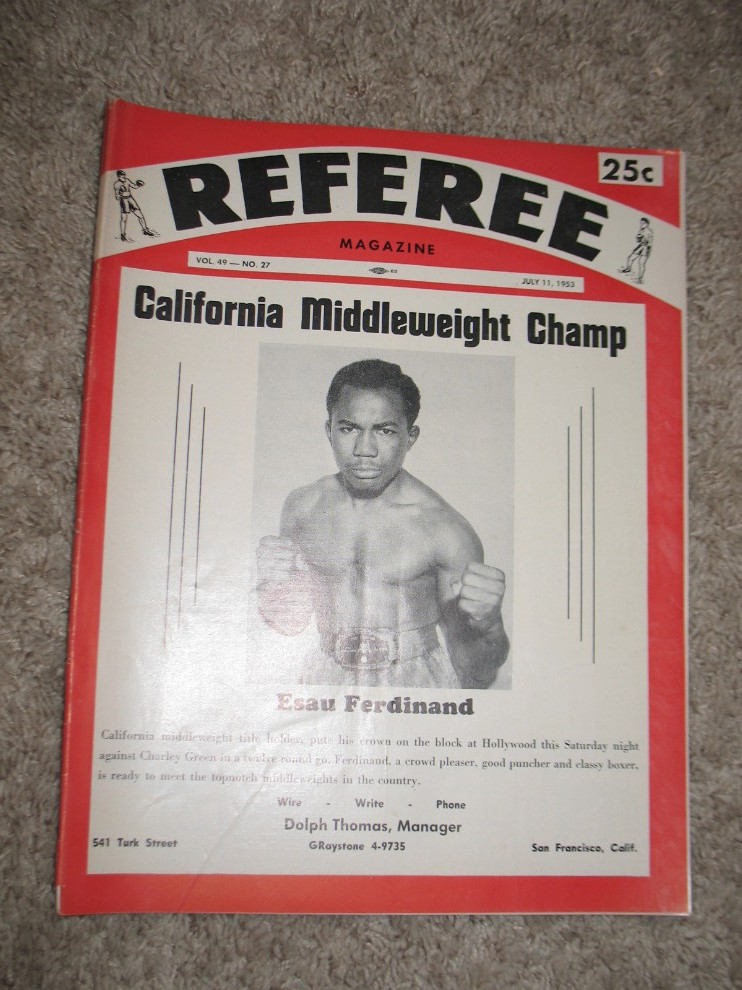 25c
REFEREE
MAGAZINE
VOL. 49 — NO. 27
JULY 11, 1953
California Middleweight Champ
Esau Ferdinand
California middleweight title holder, puts his crown on the block at Hollywood this Saturday night
against Charley Green in a twelve round go. Ferdinand, a crowd pleaser, good puncher and classy boxer,
is ready to meet the topnotch middleweights in the country.
Wire - Write - Phone
Dolph Thomas, Manager
541 Turk Street GRaystone 4-9735 San Francisco, Calif.